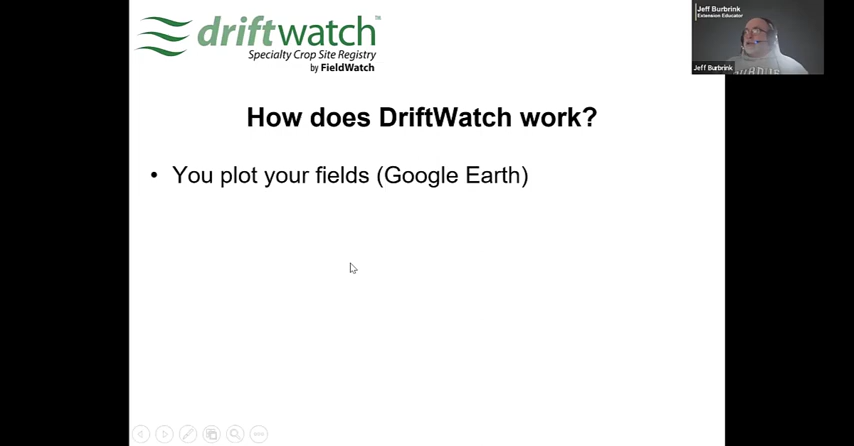 driftwatch™
Specialty Crop Site Registry
by FieldWatch
Jeff Burbrink
Extension Educator
Jeff Burbrink
PURDUE
How does DriftWatch work?
• You plot your fields (Google Earth)